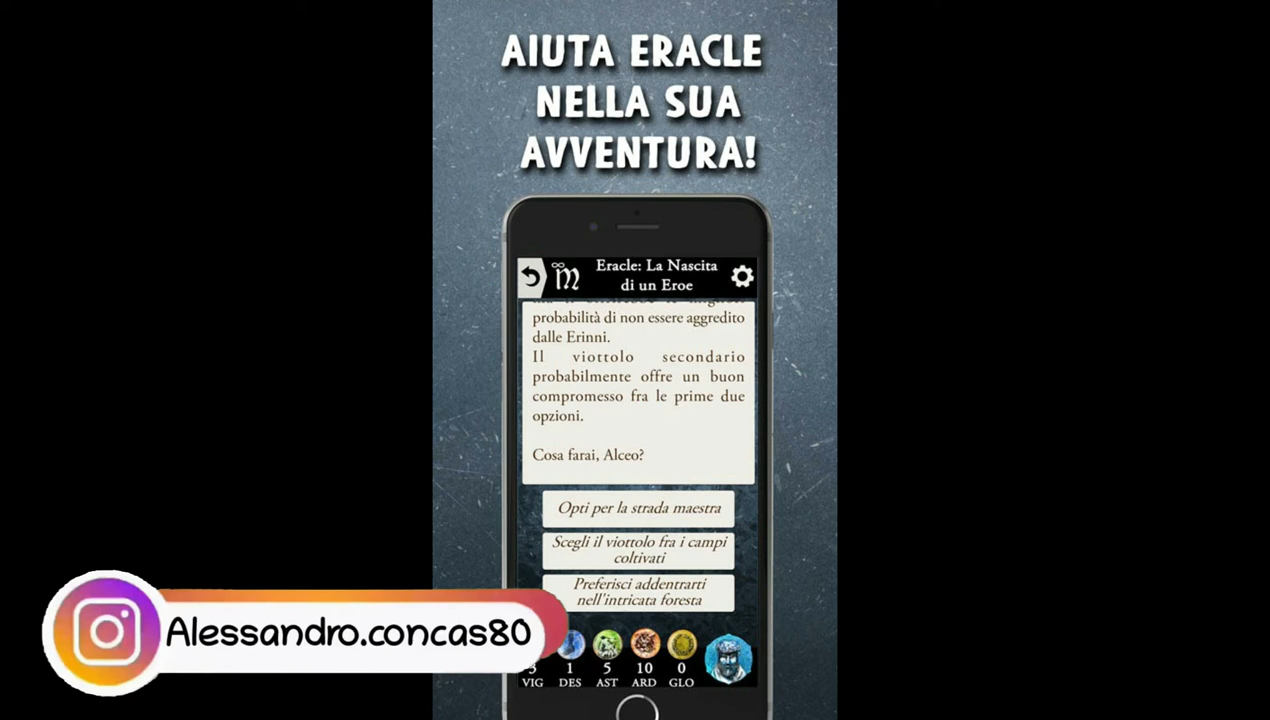 AIUTA ERACLE
NELLA SUA
AVVENTURA!
Eracle: La Nascita
di un Eroe
probabilità di non essere aggredito
dalle Erinni.
Il viottolo secondario
probabilmente offre un buon
compromesso fra le prime due
opzioni.
Cosa farai, Alceo?
Opti per la strada maestra
Scegli il viottolo fra i campi
coltivati
Preferisci addentrarti
nell'intricata foresta
Alessandro.concas80
3 1 5 10 0
VIG DES AST ARD GLO